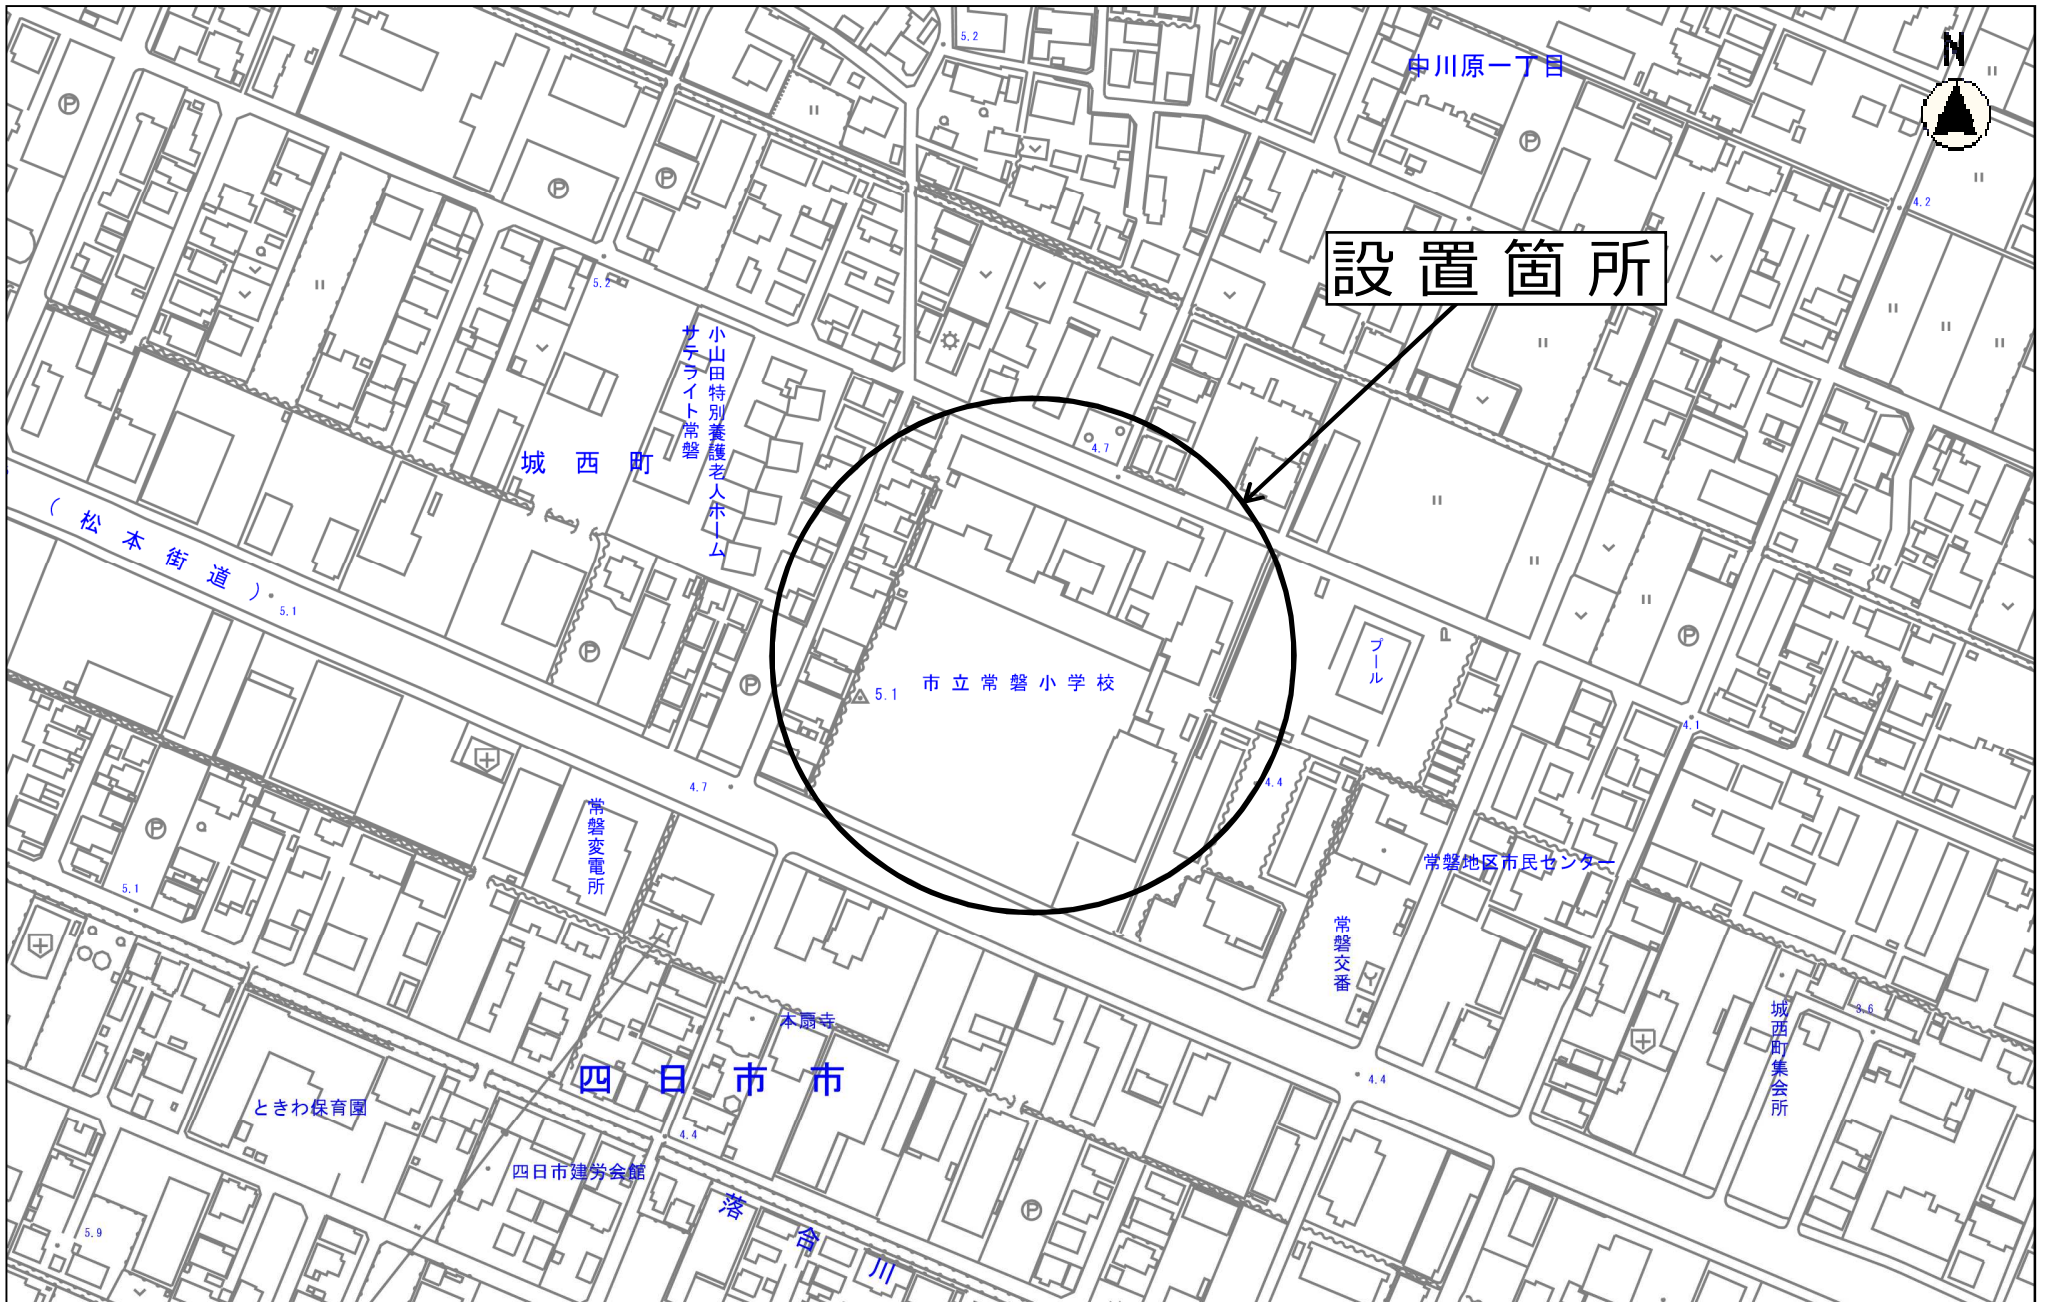 5.2
中川原一丁目
N
4.2
設置箇所
5.2
小山田特別養護老人ホーム
サテライト常磐
城西町
4.7
(松本街道)
5.1
プール
市立常磐小学校
5.1
4.1
4.7
4.4
常磐変電所
常磐地区市民センター
5.1
常磐交番
城西町集会所
3.6
本扇寺
四日市市
4.4
ときわ保育園
4.4
四日市建労会館
落合川
5.9